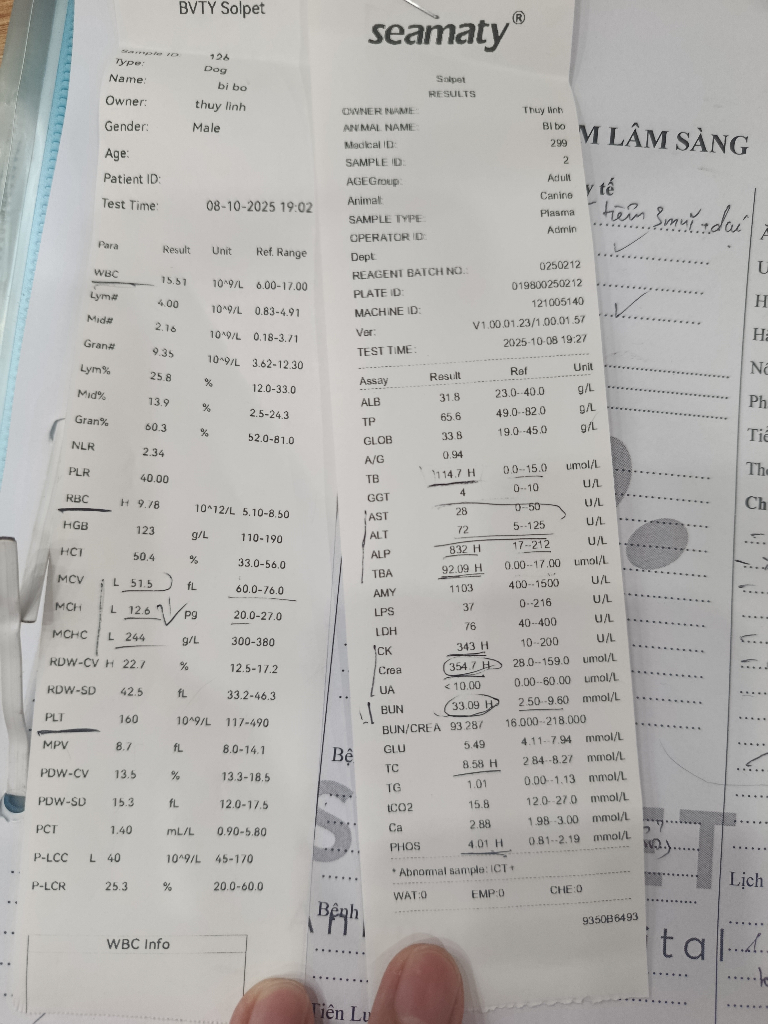 BVTY Solpet
Sample ID: 126
Type: Dog
Name: bi bo
Owner: thuy linh
Gender: Male
Age:
Patient ID:
Test Time: 08-10-2025 19:02
Para Result Unit Ref. Range
WBC 15.51 10^9/L 6.00-17.00
Lym# 4.00 10^9/L 0.83-4.91
Mid# 2.16 10^9/L 0.18-3.71
Gran# 9.35 10^9/L 3.62-12.30
Lym% 25.8 % 12.0-33.0
Mid% 13.9 % 2.5-24.3
Gran% 60.3 % 52.0-81.0
NLR 2.34
PLR 40.00
RBC H 9.78 10^12/L 5.10-8.50
HGB 123 g/L 110-190
HCT 50.4 % 33.0-56.0
MCV L 51.5 fL 60.0-76.0
MCH L 12.6 pg 20.0-27.0
MCHC L 244 g/L 300-380
RDW-CV H 22.7 % 12.5-17.2
RDW-SD 42.5 fL 33.2-46.3
PLT 160 10^9/L 117-490
MPV 8.7 fL 8.0-14.1
PDW-CV 13.5 % 13.3-18.5
PDW-SD 15.3 fL 12.0-17.5
PCT 1.40 mL/L 0.90-5.80
P-LCC L 40 10^9/L 45-170
P-LCR 25.3 % 20.0-60.0
WBC Info
seamaty®
Solpet
RESULTS
OWNER NAME: Thuy linh
ANIMAL NAME: Bi bo
Medical ID: 299
SAMPLE ID: 2
AGEGroup: Adult
Animal: Canine
SAMPLE TYPE: Plasma
OPERATOR ID: Admin
Dept:
REAGENT BATCH NO.: 0250212
PLATE ID: 019800250212
MACHINE ID: 121005140
Ver: V1.00.01.23/1.00.01.57
TEST TIME: 2025-10-08 19:27
Assay Result Ref Unit
ALB 31.8 23.0--40.0 g/L
TP 65.6 49.0--82.0 g/L
GLOB 33.8 19.0--45.0 g/L
A/G 0.94
TB 114.7 H 0.0--15.0 umol/L
GGT 4 0--10 U/L
AST 28 0--50 U/L
ALT 72 5--125 U/L
ALP 832 H 17--212 U/L
TBA 92.09 H 0.00--17.00 umol/L
AMY 1103 400--1500 U/L
LPS 37 0--216 U/L
LDH 76 40--400 U/L
CK 343 H 10--200 U/L
Crea 354.7 H 28.0--159.0 umol/L
UA <10.00 0.00--60.00 umol/L
BUN 33.09 H 2.50--9.60 mmol/L
BUN/CREA 93.287 16.000--218.000
GLU 5.49 4.11--7.94 mmol/L
TC 8.58 H 2.84--8.27 mmol/L
TG 1.01 0.00--1.13 mmol/L
tCO2 15.8 12.0--27.0 mmol/L
Ca 2.88 1.98--3.00 mmol/L
PHOS 4.01 H 0.81--2.19 mmol/L
* Abnormal sample: ICT+
WAT:0 EMP:0 CHE:0
9350B6493
M LÂM SÀNG
y tế
tiêm 3mũi + dại
Bệ
Bệnh
Tiền Lu
Lịch
ital